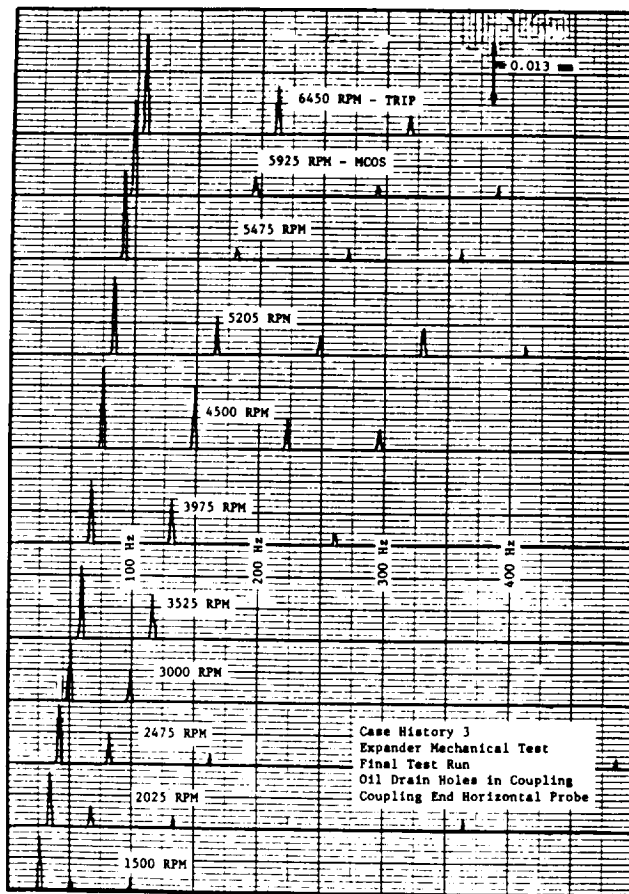 0.013
6450 RPM - TRIP
5925 RPM - MCOS
5475 RPM
5205 RPM
4500 RPM
3975 RPM
100 Hz
200 Hz
300 Hz
400 Hz
3525 RPM
3000 RPM
2475 RPM
2025 RPM
1500 RPM
Case History 3
Expander Mechanical Test
Final Test Run
Oil Drain Holes in Coupling
Coupling End Horizontal Probe